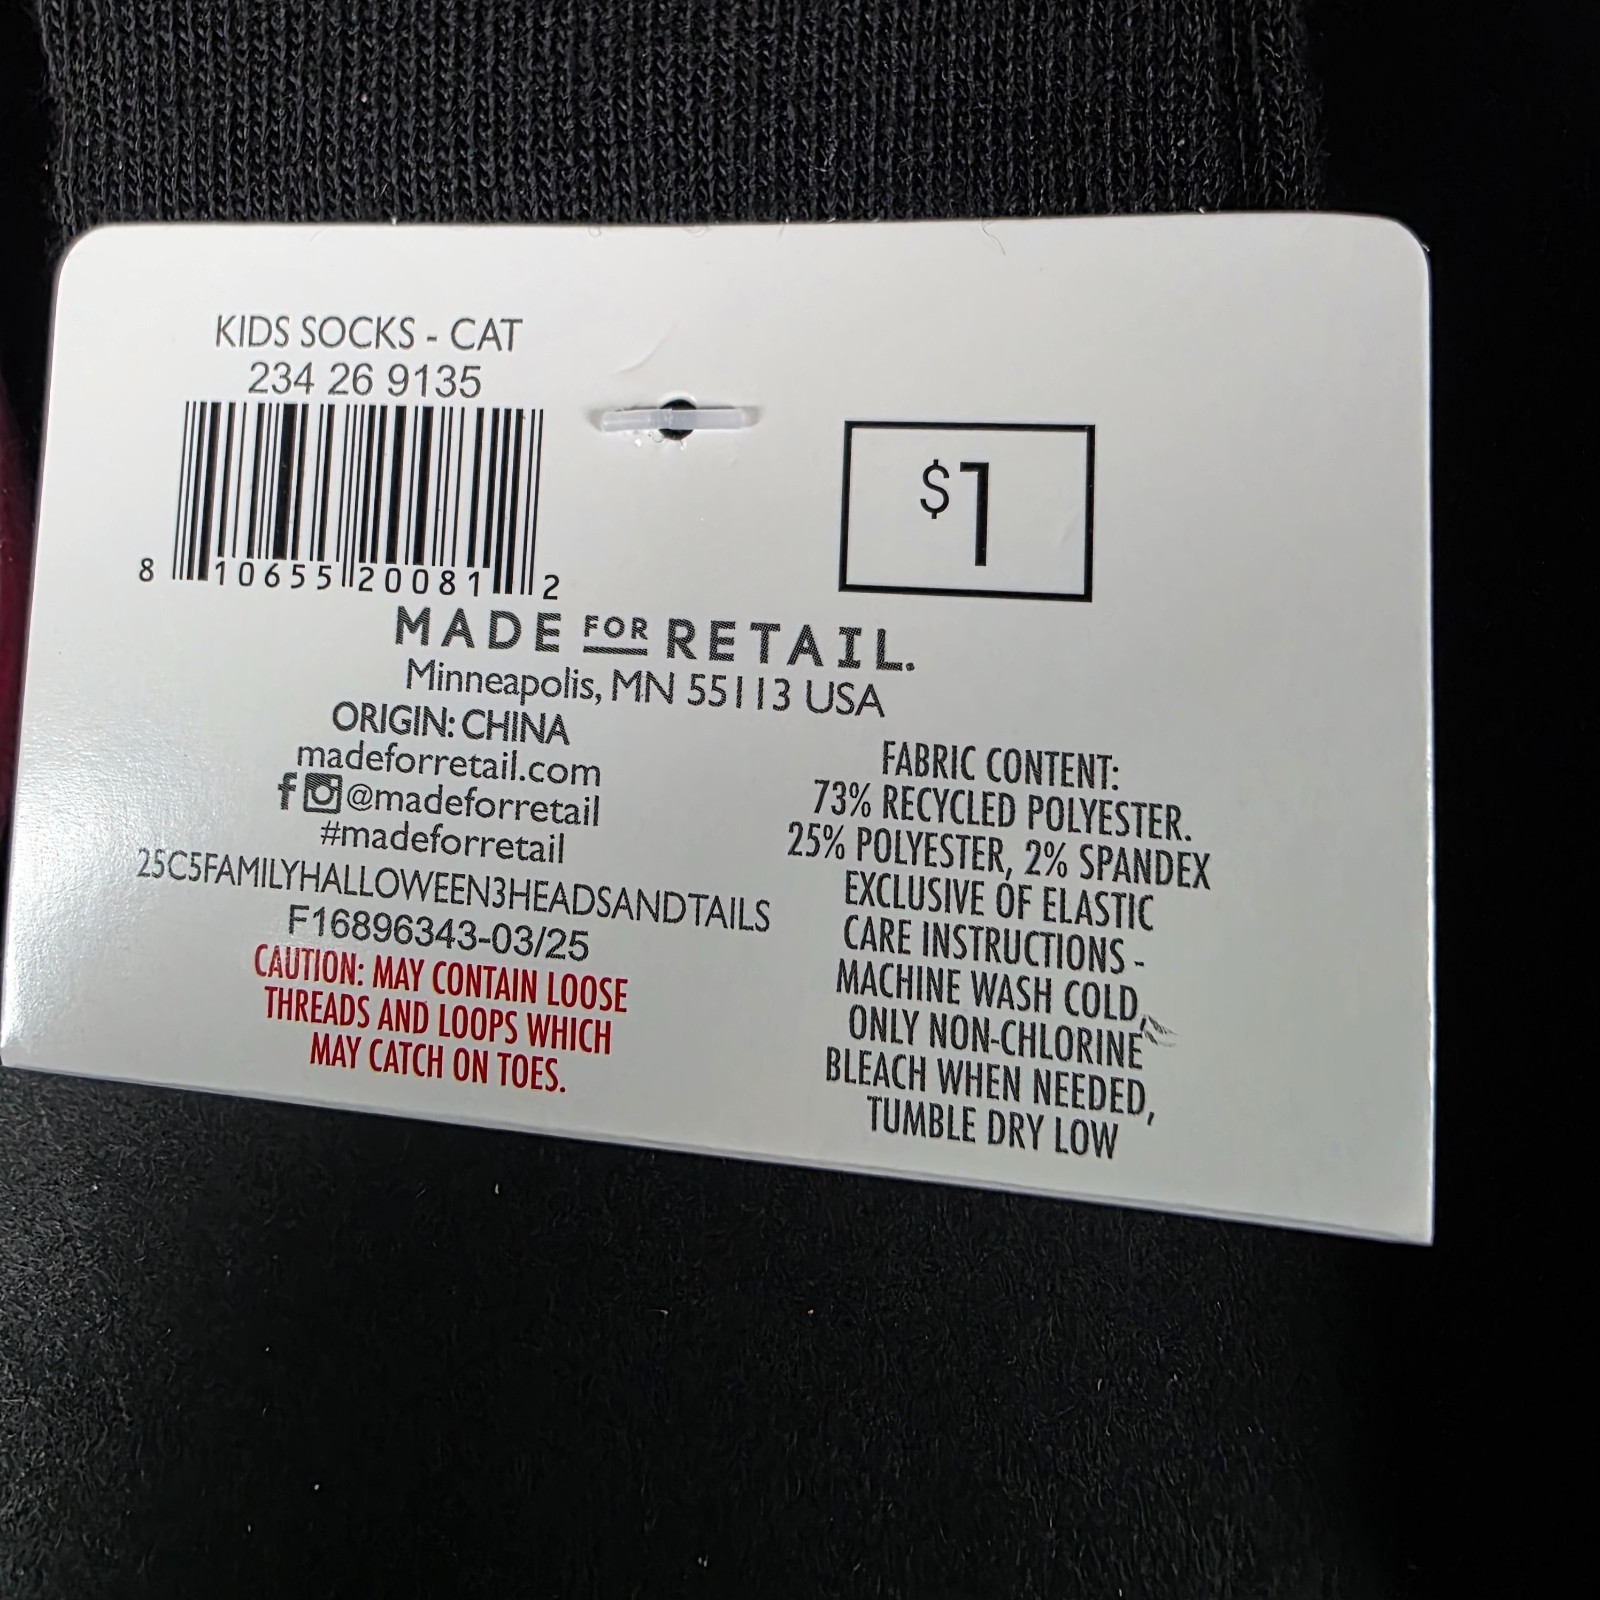 KIDS SOCKS - CAT
234 26 9135
8 10655 20081 2
$1
MADE FOR RETAIL.
Minneapolis, MN 55113 USA
ORIGIN: CHINA
madeforretail.com
@madeforretail
#madeforretail
25C5FAMILYHALLOWEEN3HEADSANDTAILS
F16896343-03/25
CAUTION: MAY CONTAIN LOOSE
THREADS AND LOOPS WHICH
MAY CATCH ON TOES.
FABRIC CONTENT:
73% RECYCLED POLYESTER.
25% POLYESTER, 2% SPANDEX
EXCLUSIVE OF ELASTIC
CARE INSTRUCTIONS -
MACHINE WASH COLD,
ONLY NON-CHLORINE
BLEACH WHEN NEEDED,
TUMBLE DRY LOW